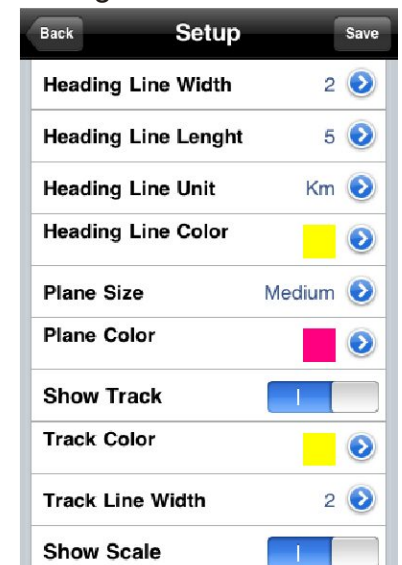 Back Setup Save
Heading Line Width 2
Heading Line Lenght 5
Heading Line Unit Km
Heading Line Color
Plane Size Medium
Plane Color
Show Track
Track Color
Track Line Width 2
Show Scale